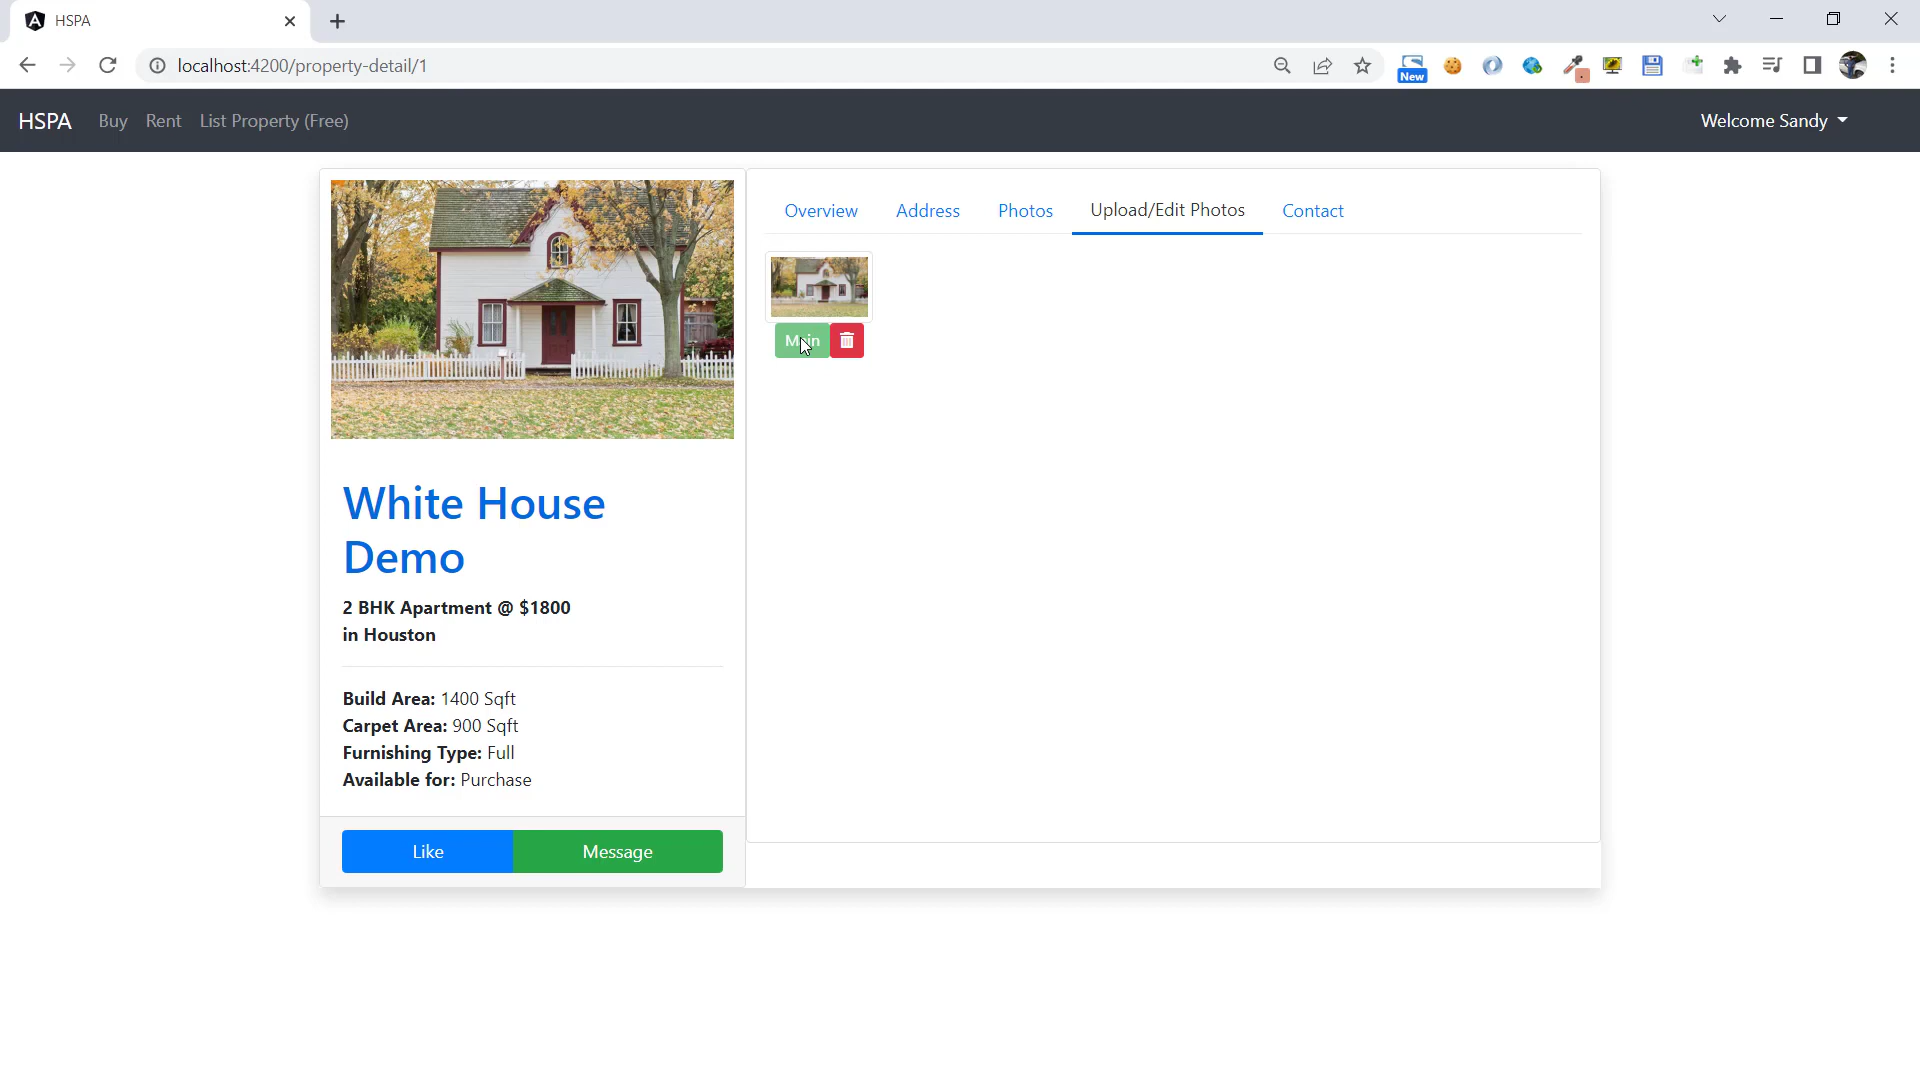 HSPA
localhost:4200/property-detail/1
New
HSPA Buy Rent List Property (Free) Welcome Sandy
Overview Address Photos Upload/Edit Photos Contact
Main
White House
Demo
2 BHK Apartment @ $1800
in Houston
Build Area: 1400 Sqft
Carpet Area: 900 Sqft
Furnishing Type: Full
Available for: Purchase
Like Message